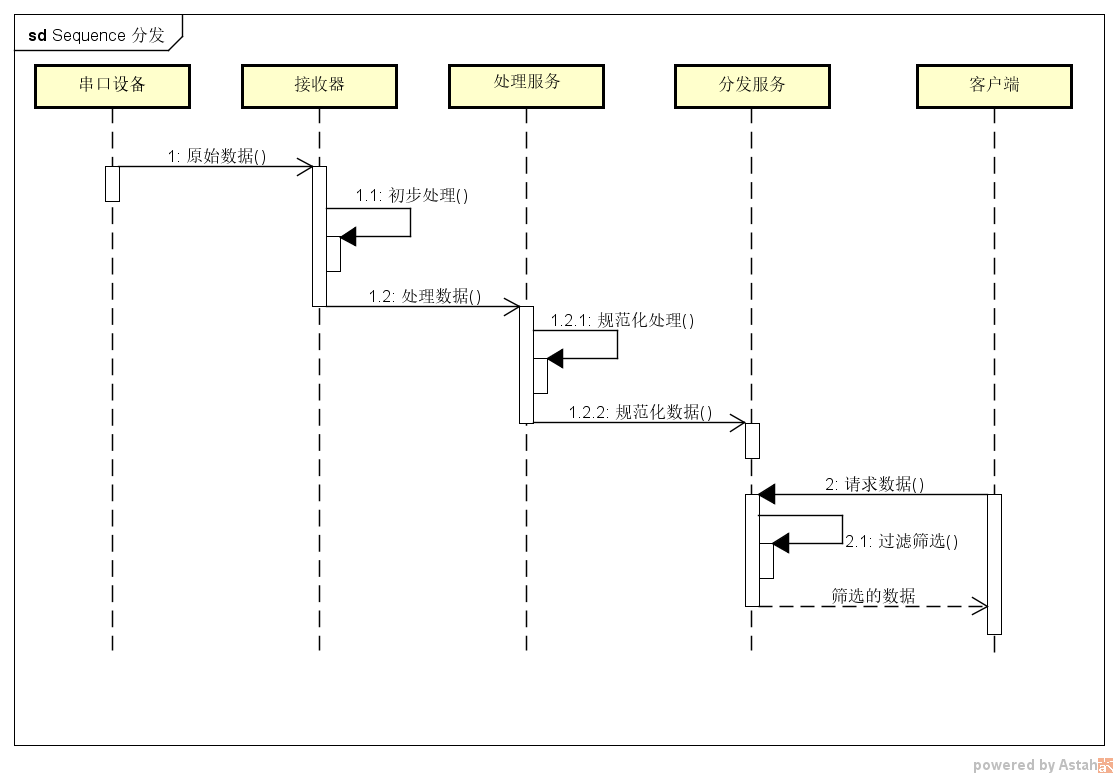 sd Sequence 分发
串口设备
接收器
处理服务
分发服务
客户端
1: 原始数据()
1.1: 初步处理()
1.2: 处理数据()
1.2.1: 规范化处理()
1.2.2: 规范化数据()
2: 请求数据()
2.1: 过滤筛选()
筛选的数据
powered by Astah